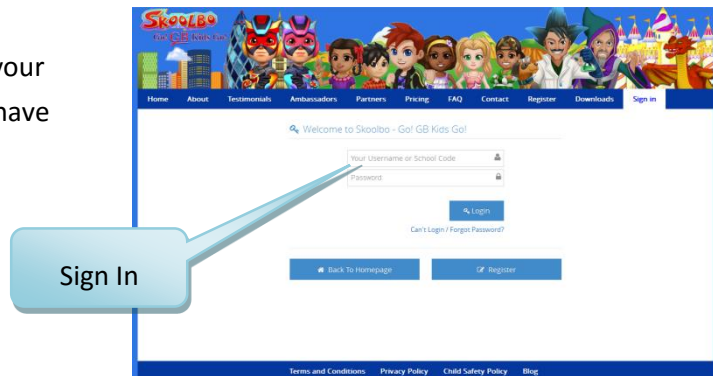 your
have
SKOOLBO
Go! GB Kids Go!
Home About Testimonials Ambassadors Partners Pricing FAQ Contact Register Downloads Sign in
Welcome to Skoolbo - Go! GB Kids Go!
Your Username or School Code
Password
Login
Can't Login / Forgot Password?
Sign In
Back To Homepage Register
Terms and Conditions Privacy Policy Child Safety Policy Blog